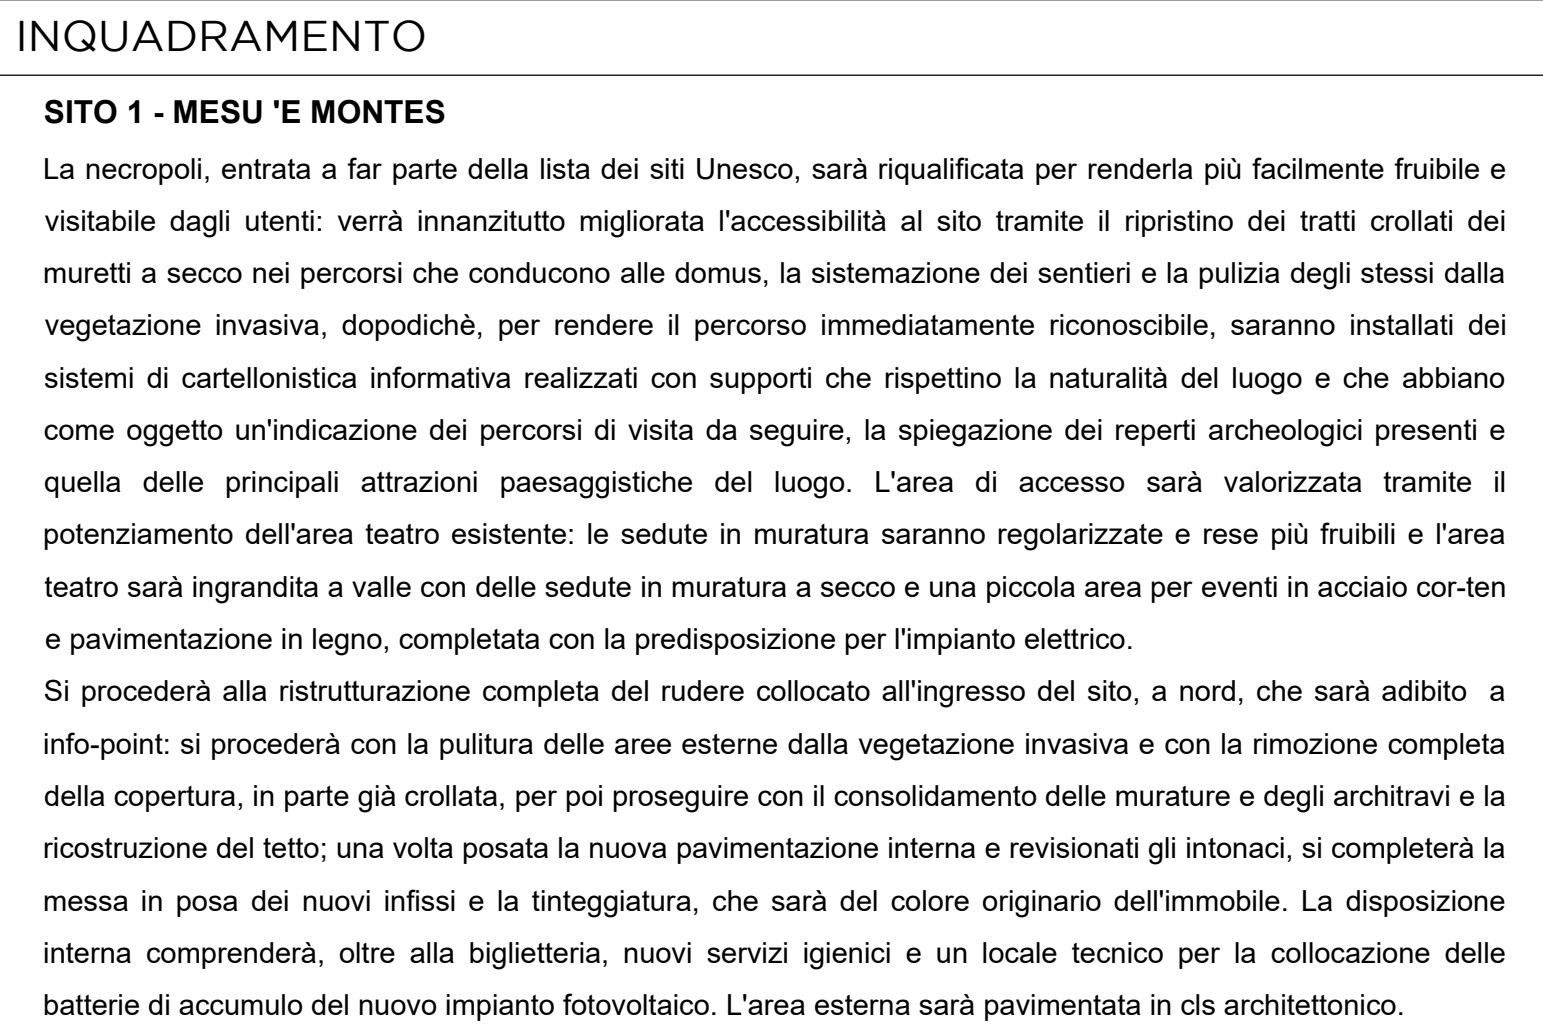 INQUADRAMENTO
SITO 1 - MESU 'E MONTES
La necropoli, entrata a far parte della lista dei siti Unesco, sarà riqualificata per renderla più facilmente fruibile e
visitabile dagli utenti: verrà innanzitutto migliorata l'accessibilità al sito tramite il ripristino dei tratti crollati dei
muretti a secco nei percorsi che conducono alle domus, la sistemazione dei sentieri e la pulizia degli stessi dalla
vegetazione invasiva, dopodichè, per rendere il percorso immediatamente riconoscibile, saranno installati dei
sistemi di cartellonistica informativa realizzati con supporti che rispettino la naturalità del luogo e che abbiano
come oggetto un'indicazione dei percorsi di visita da seguire, la spiegazione dei reperti archeologici presenti e
quella delle principali attrazioni paesaggistiche del luogo. L'area di accesso sarà valorizzata tramite il
potenziamento dell'area teatro esistente: le sedute in muratura saranno regolarizzate e rese più fruibili e l'area
teatro sarà ingrandita a valle con delle sedute in muratura a secco e una piccola area per eventi in acciaio cor-ten
e pavimentazione in legno, completata con la predisposizione per l'impianto elettrico.
Si procederà alla ristrutturazione completa del rudere collocato all'ingresso del sito, a nord, che sarà adibito a
info-point: si procederà con la pulitura delle aree esterne dalla vegetazione invasiva e con la rimozione completa
della copertura, in parte già crollata, per poi proseguire con il consolidamento delle murature e degli architravi e la
ricostruzione del tetto; una volta posata la nuova pavimentazione interna e revisionati gli intonaci, si completerà la
messa in posa dei nuovi infissi e la tinteggiatura, che sarà del colore originario dell'immobile. La disposizione
interna comprenderà, oltre alla biglietteria, nuovi servizi igienici e un locale tecnico per la collocazione delle
batterie di accumulo del nuovo impianto fotovoltaico. L'area esterna sarà pavimentata in cls architettonico.